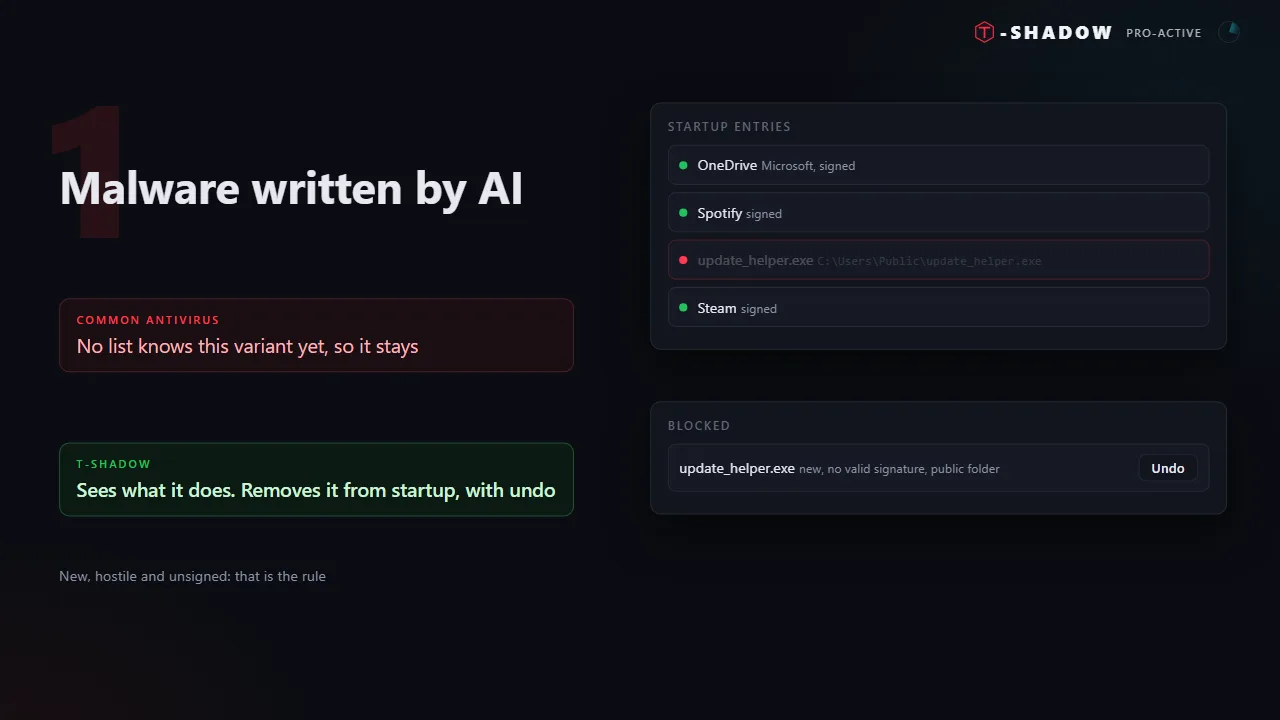 T-SHADOW PRO-ACTIVE
1
Malware written by AI
COMMON ANTIVIRUS
No list knows this variant yet, so it stays
T-SHADOW
Sees what it does. Removes it from startup, with undo
New, hostile and unsigned: that is the rule
STARTUP ENTRIES
OneDrive Microsoft, signed
Spotify signed
update_helper.exe C:\Users\Public\update_helper.exe
Steam signed
BLOCKED
update_helper.exe new, no valid signature, public folder
Undo